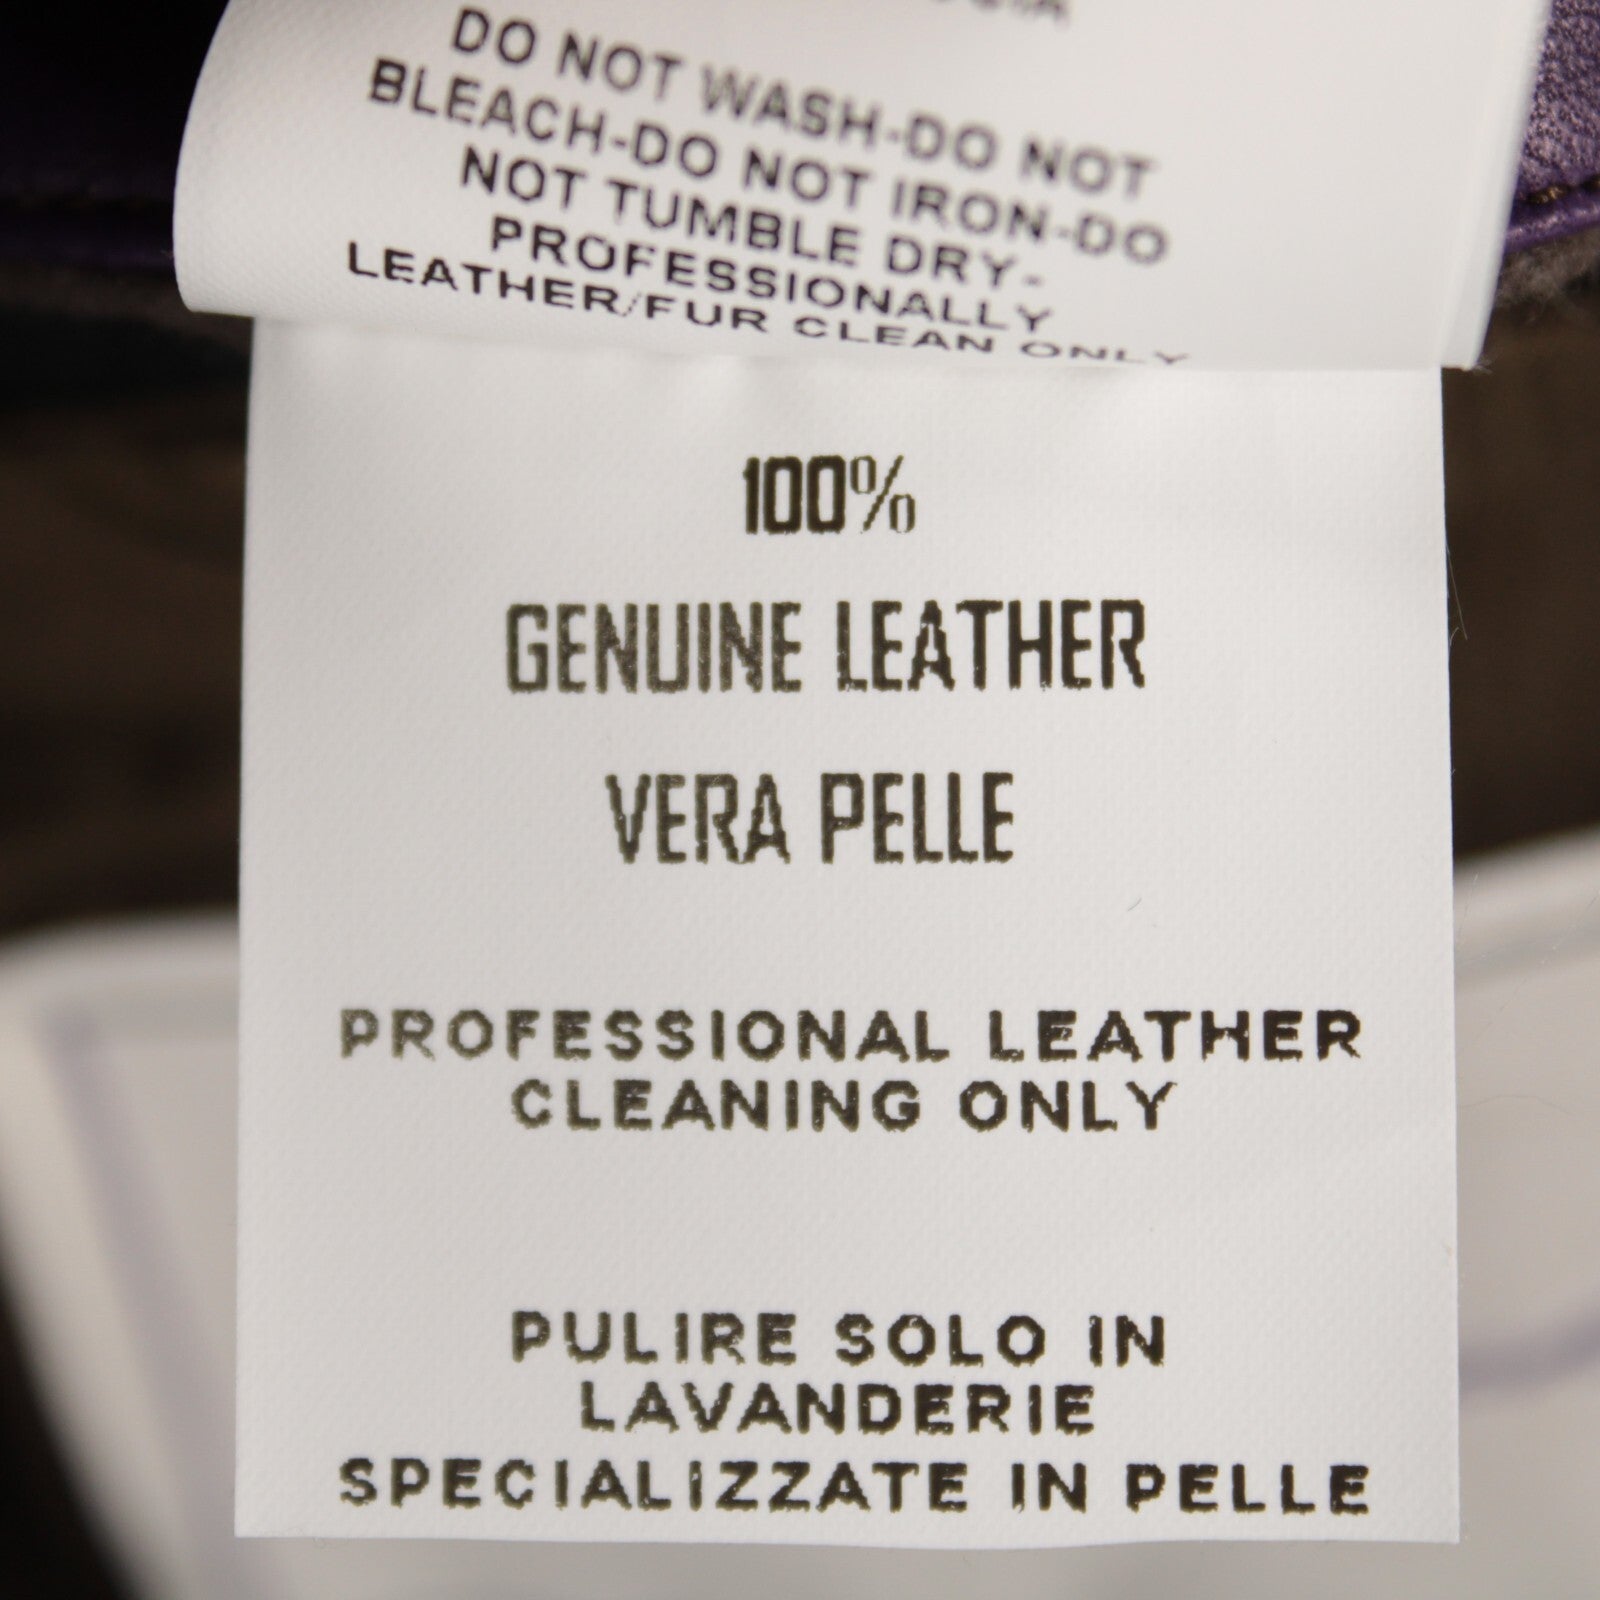 DO NOT WASH-DO NOT
BLEACH-DO NOT IRON-DO
NOT TUMBLE DRY-
PROFESSIONALLY
LEATHER/FUR CLEAN ONLY
100%
GENUINE LEATHER
VERA PELLE
PROFESSIONAL LEATHER
CLEANING ONLY
PULIRE SOLO IN
LAVANDERIE
SPECIALIZZATE IN PELLE